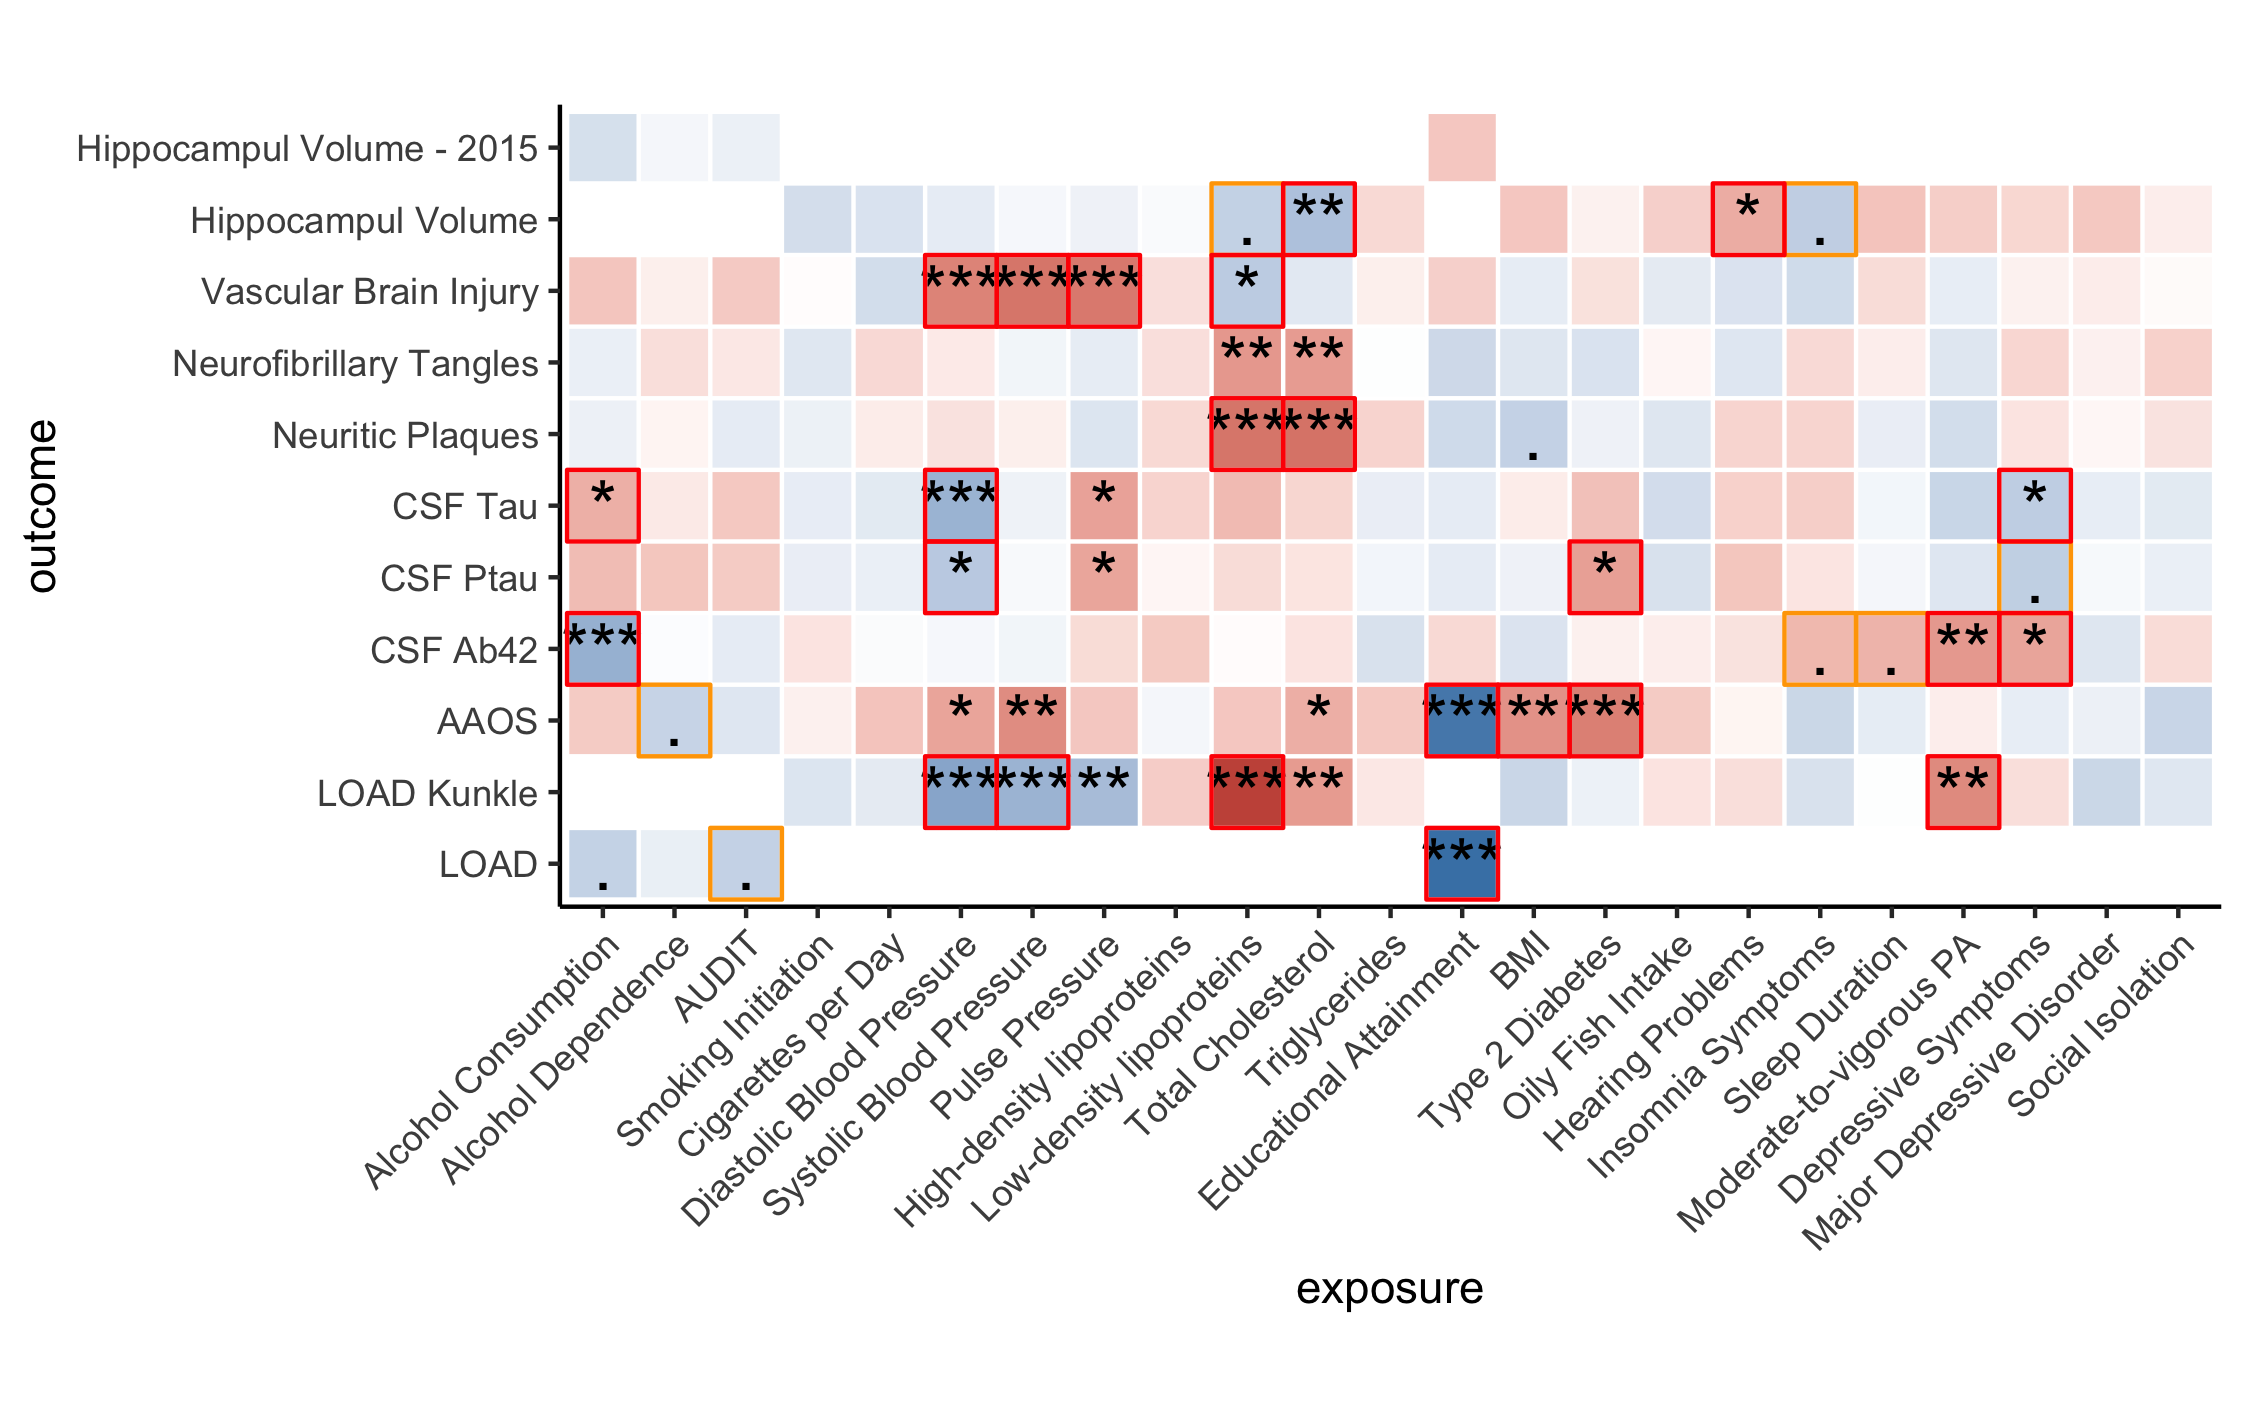 Hippocampul Volume - 2015
Hippocampul Volume
. ** * .
Vascular Brain Injury
*** *** *** *
Neurofibrillary Tangles
** **
Neuritic Plaques
*** *** .
CSF Tau
* *** * *
CSF Ptau
* * * .
CSF Ab42
*** . . ** *
AAOS
. * ** * *** ** ***
LOAD Kunkle
*** *** ** *** ** **
LOAD
. . ***
outcome
Alcohol Consumption
Alcohol Dependence
AUDIT
Smoking Initiation
Cigarettes per Day
Diastolic Blood Pressure
Systolic Blood Pressure
Pulse Pressure
High-density lipoproteins
Low-density lipoproteins
Total Cholesterol
Triglycerides
Educational Attainment
BMI
Type 2 Diabetes
Oily Fish Intake
Hearing Problems
Insomnia Symptoms
Sleep Duration
Moderate-to-vigorous PA
Depressive Symptoms
Major Depressive Disorder
Social Isolation
exposure